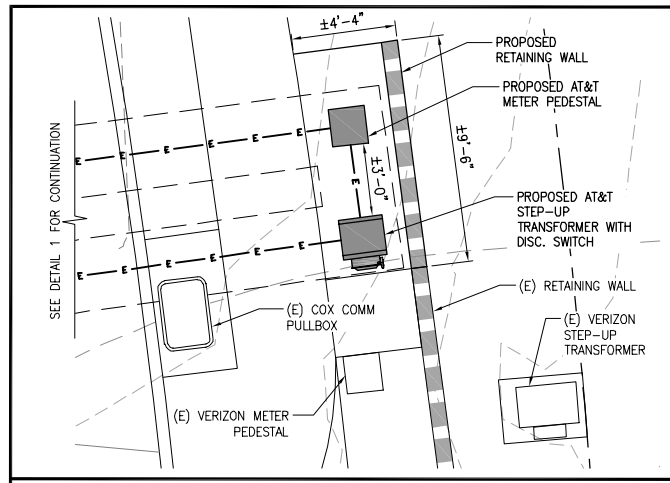 ±4'-4"
PROPOSED
RETAINING WALL
PROPOSED AT&T
METER PEDESTAL
±9'-6"
SEE DETAIL 1 FOR CONTINUATION
E E E E E
E
±3'-0"
PROPOSED AT&T
STEP-UP
TRANSFORMER WITH
DISC. SWITCH
E E E E E
(E) RETAINING WALL
(E) COX COMM
PULLBOX
(E) VERIZON
STEP-UP
TRANSFORMER
(E) VERIZON METER
PEDESTAL